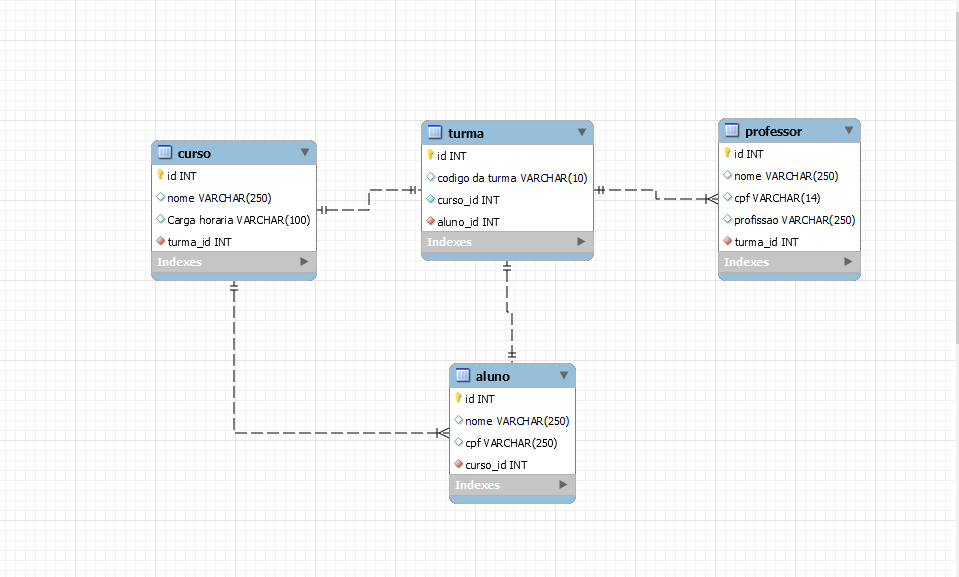 curso
id INT
nome VARCHAR(250)
Carga horaria VARCHAR(100)
turma_id INT
Indexes
turma
id INT
codigo da turma VARCHAR(10)
curso_id INT
aluno_id INT
Indexes
professor
id INT
nome VARCHAR(250)
cpf VARCHAR(14)
profissao VARCHAR(250)
turma_id INT
Indexes
aluno
id INT
nome VARCHAR(250)
cpf VARCHAR(250)
curso_id INT
Indexes